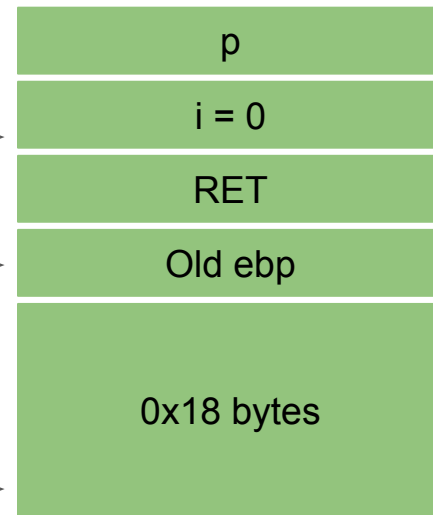 p
i = 0
RET
Old ebp
0x18 bytes